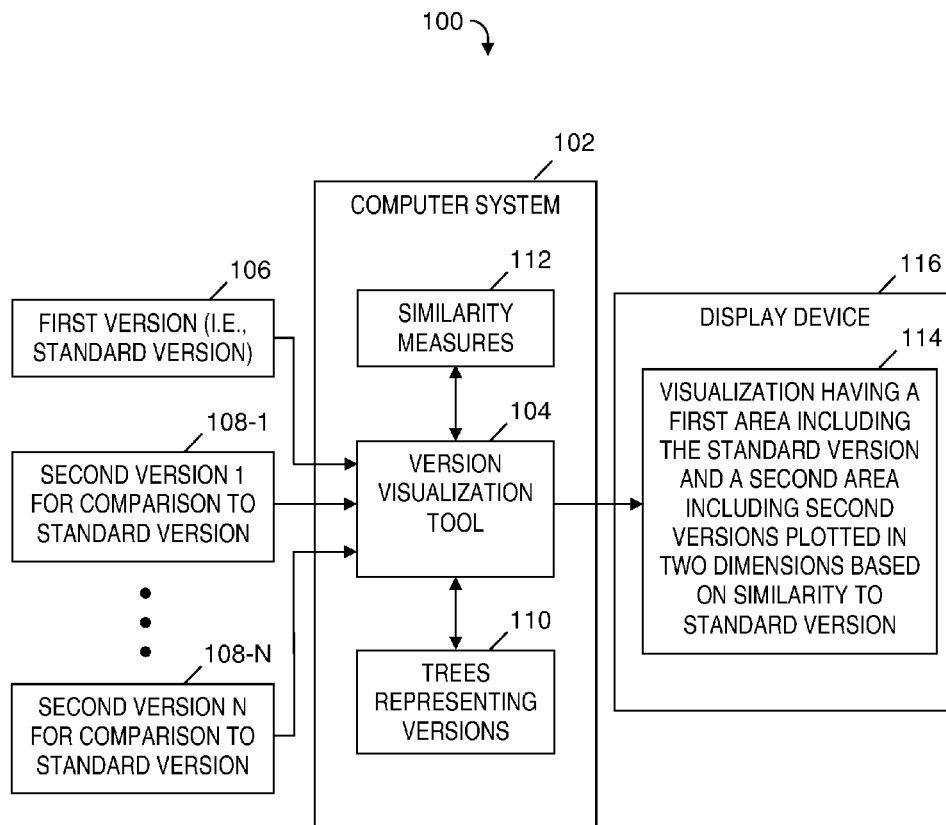 100
102
COMPUTER SYSTEM
106
FIRST VERSION (I.E.,
STANDARD VERSION)
108-1
SECOND VERSION 1
FOR COMPARISON TO
STANDARD VERSION
108-N
SECOND VERSION N
FOR COMPARISON TO
STANDARD VERSION
112
SIMILARITY
MEASURES
104
VERSION
VISUALIZATION
TOOL
110
TREES
REPRESENTING
VERSIONS
116
DISPLAY DEVICE
114
VISUALIZATION HAVING A
FIRST AREA INCLUDING
THE STANDARD VERSION
AND A SECOND AREA
INCLUDING SECOND
VERSIONS PLOTTED IN
TWO DIMENSIONS BASED
ON SIMILARITY TO
STANDARD VERSION